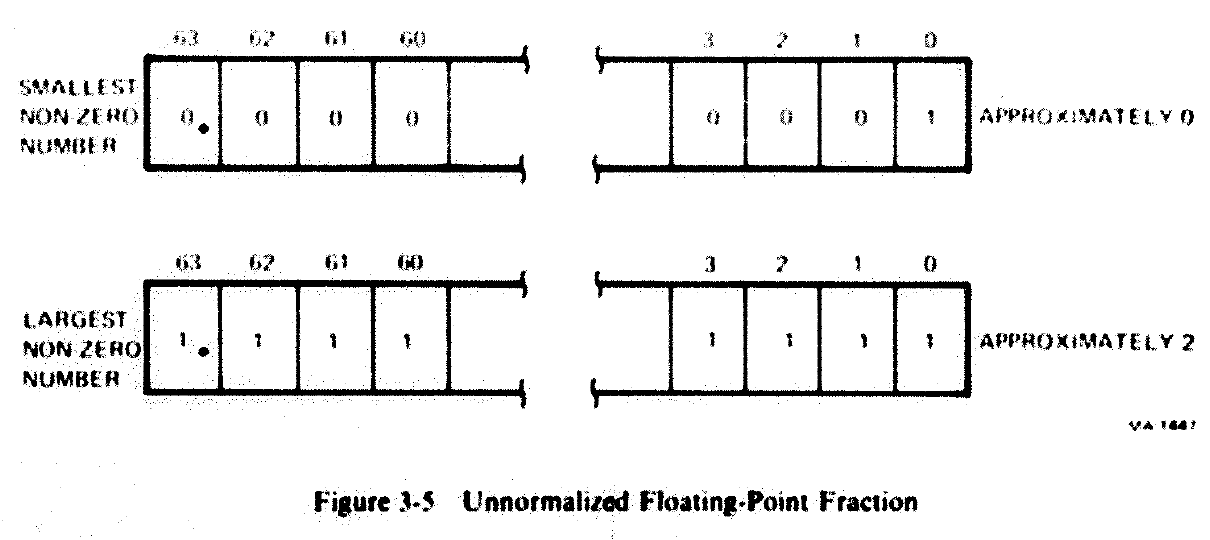 63 62 61 60 3 2 1 0
SMALLEST
NON-ZERO
NUMBER
0. 0 0 0 0 0 0 1
APPROXIMATELY 0
63 62 61 60 3 2 1 0
LARGEST
NON-ZERO
NUMBER
1. 1 1 1 1 1 1 1
APPROXIMATELY 2
MA-1447
Figure 3-5 Unnormalized Floating-Point Fraction